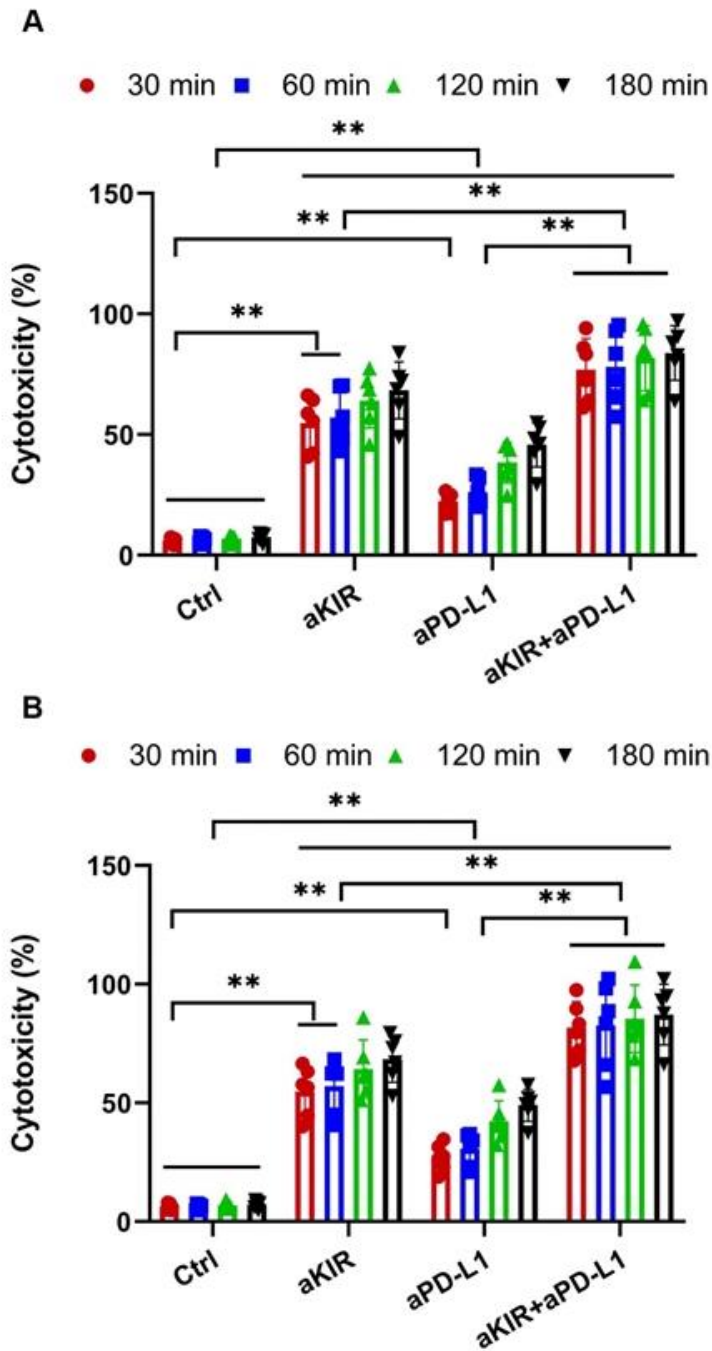 A
30 min 60 min 120 min 180 min
**
**
**
**
**
150
100
50
0
Cytotoxicity (%)
Ctrl
aKIR
aPD-L1
aKIR+aPD-L1
B
30 min 60 min 120 min 180 min
**
**
**
**
**
150
100
50
0
Cytotoxicity (%)
Ctrl
aKIR
aPD-L1
aKIR+aPD-L1